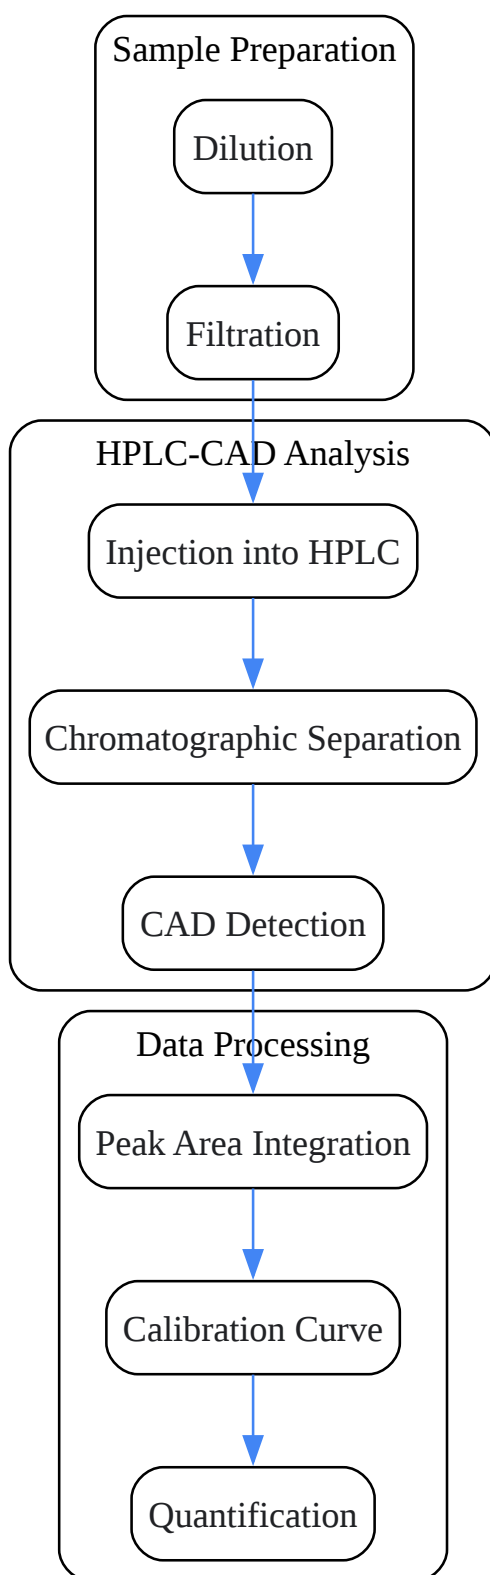 Sample Preparation
Dilution
Filtration
HPLC-CAD Analysis
Injection into HPLC
Chromatographic Separation
CAD Detection
Data Processing
Peak Area Integration
Calibration Curve
Quantification